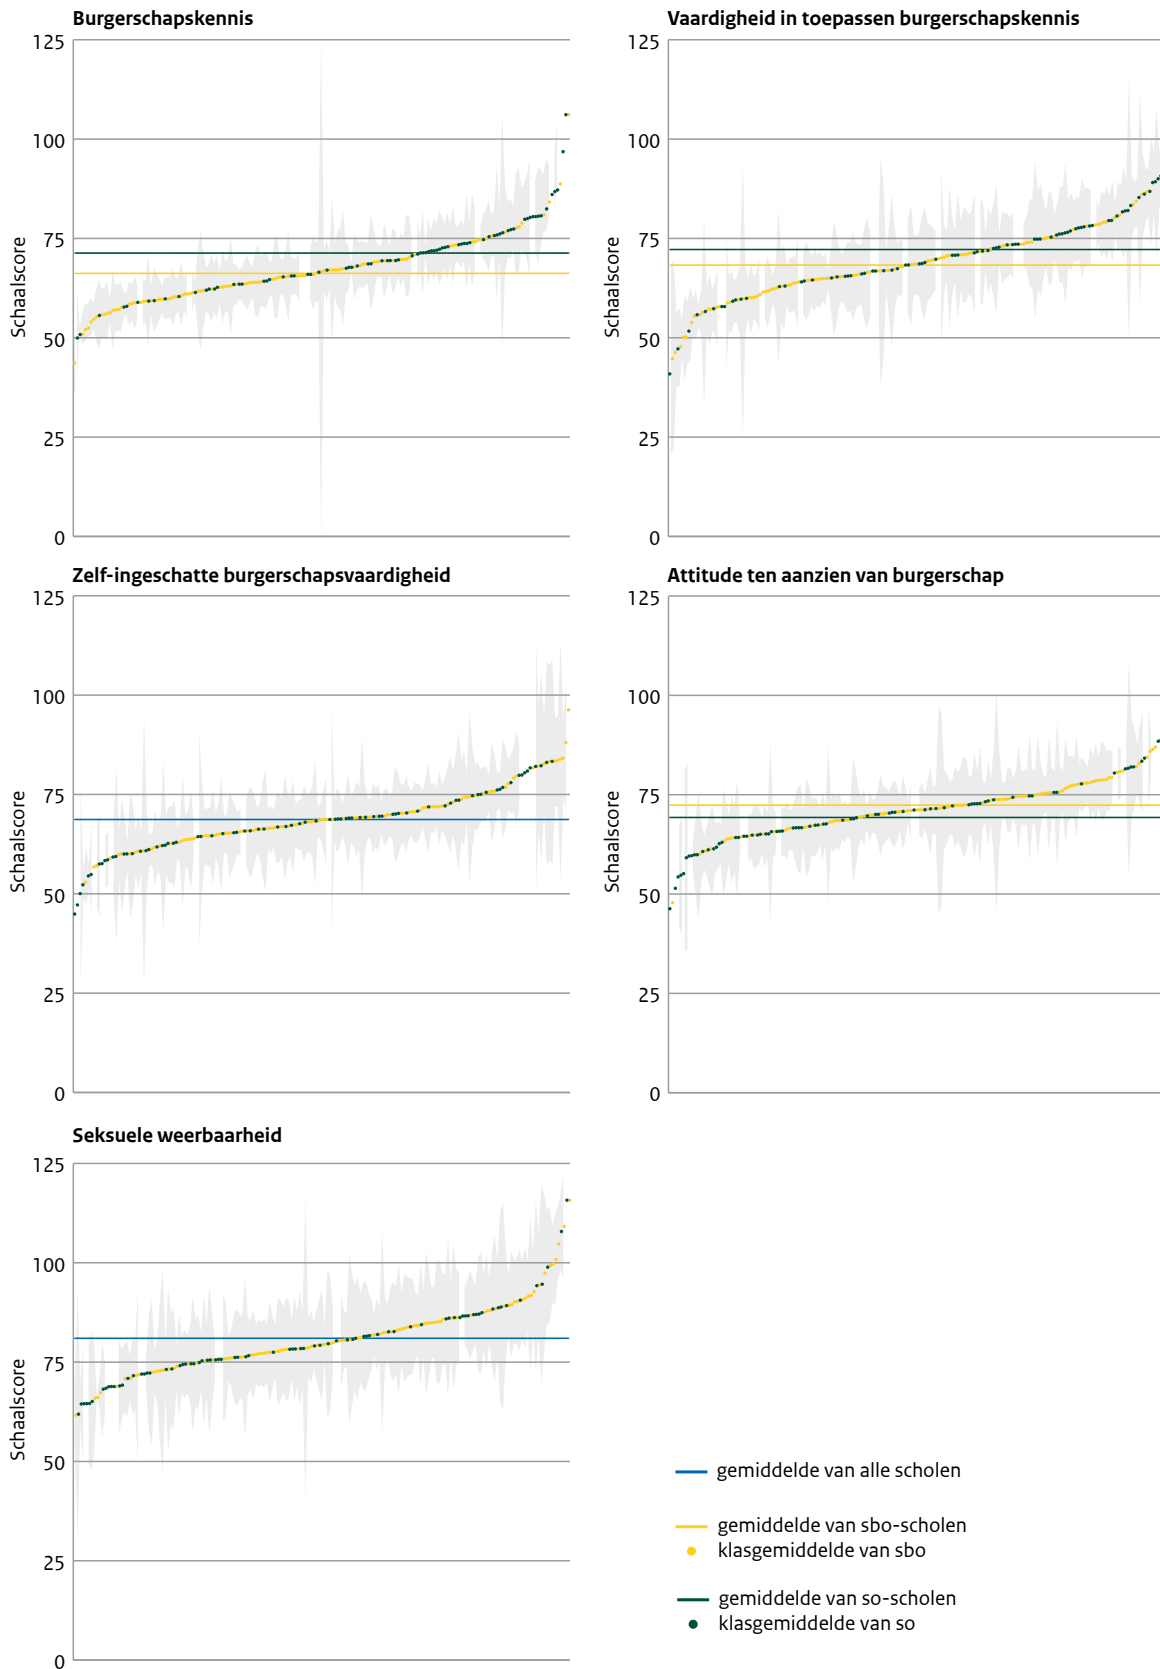 Burgerschapskennis
125
100
75
50
25
0
Schaalscore
Vaardigheid in toepassen burgerschapskennis
125
100
75
50
25
0
Schaalscore
Zelf-ingeschatte burgerschapsvaardigheid
125
100
75
50
25
0
Schaalscore
Attitude ten aanzien van burgerschap
125
100
75
50
25
0
Schaalscore
Seksuele weerbaarheid
125
100
75
50
25
0
Schaalscore
gemiddelde van alle scholen
gemiddelde van sbo-scholen
klasgemiddelde van sbo
gemiddelde van so-scholen
klasgemiddelde van so